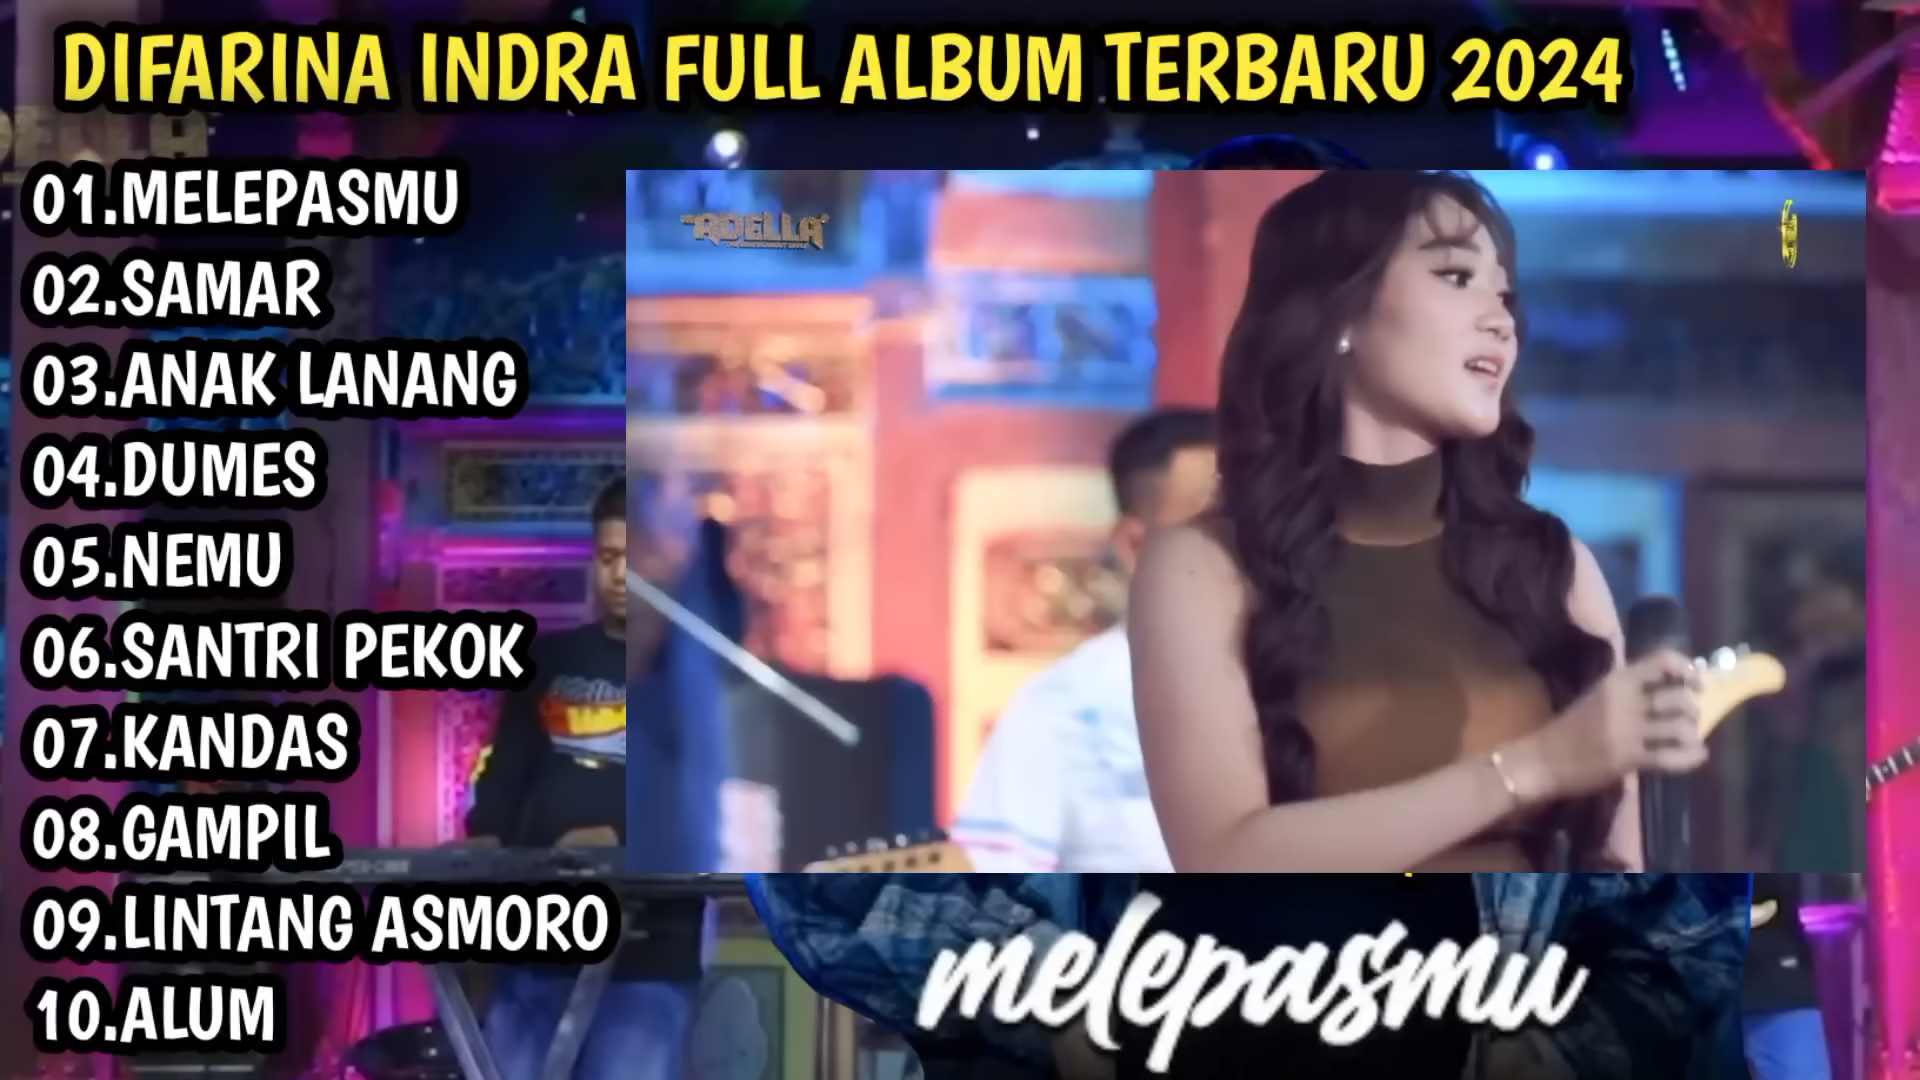 DIFARINA INDRA FULL ALBUM TERBARU 2024
01.MELEPASMU
02.SAMAR
03.ANAK LANANG
04.DUMES
05.NEMU
06.SANTRI PEKOK
07.KANDAS
08.GAMPIL
09.LINTANG ASMORO
10.ALUM
ADELLA
melepasmu